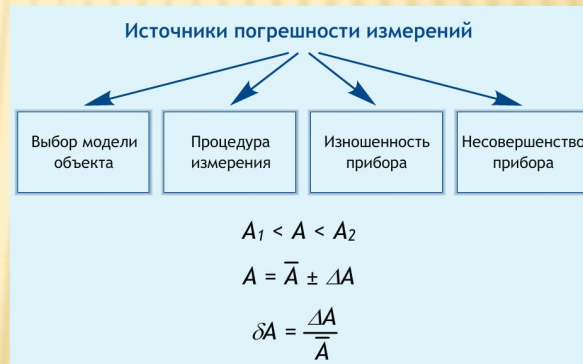 Источники погрешности измерений
Выбор модели
объекта
Процедура
измерения
Изношенность
прибора
Несовершенство
прибора
A₁ < A < A₂
A = A̅ ± ΔA
δA = ΔA / A̅